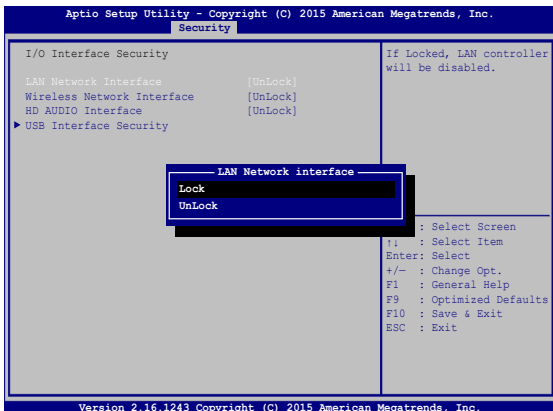 Aptio Setup Utility - Copyright (C) 2015 American Megatrends, Inc.
Security
I/O Interface Security
LAN Network Interface [UnLock]
Wireless Network Interface [UnLock]
HD AUDIO Interface [UnLock]
USB Interface Security
If Locked, LAN controller
will be disabled.
LAN Network interface
Lock
UnLock
: Select Screen
↑↓ : Select Item
Enter: Select
+/— : Change Opt.
F1 : General Help
F9 : Optimized Defaults
F10 : Save & Exit
ESC : Exit
Version 2.16.1243 Copyright (C) 2015 American Megatrends, Inc.